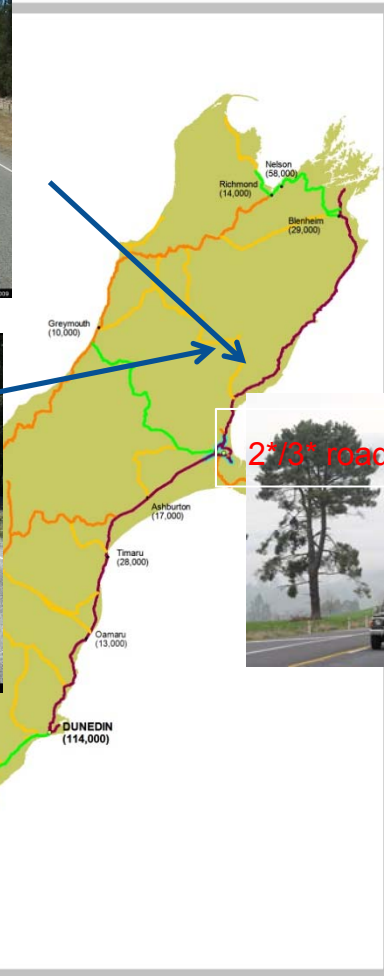 Nelson
(58,000)
Richmond
(14,000)
Blenheim
(29,000)
Greymouth
(10,000)
2*/3* road
Ashburton
(17,000)
Timaru
(28,000)
Oamaru
(13,000)
DUNEDIN
(114,000)